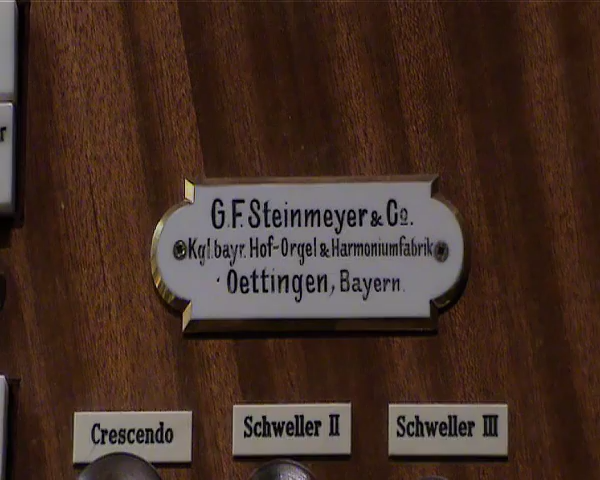 G.F. Steinmeyer & Co.
Kgl. bayr. Hof-Orgel & Harmoniumfabrik
Oettingen, Bayern
Crescendo
Schweller II
Schweller III